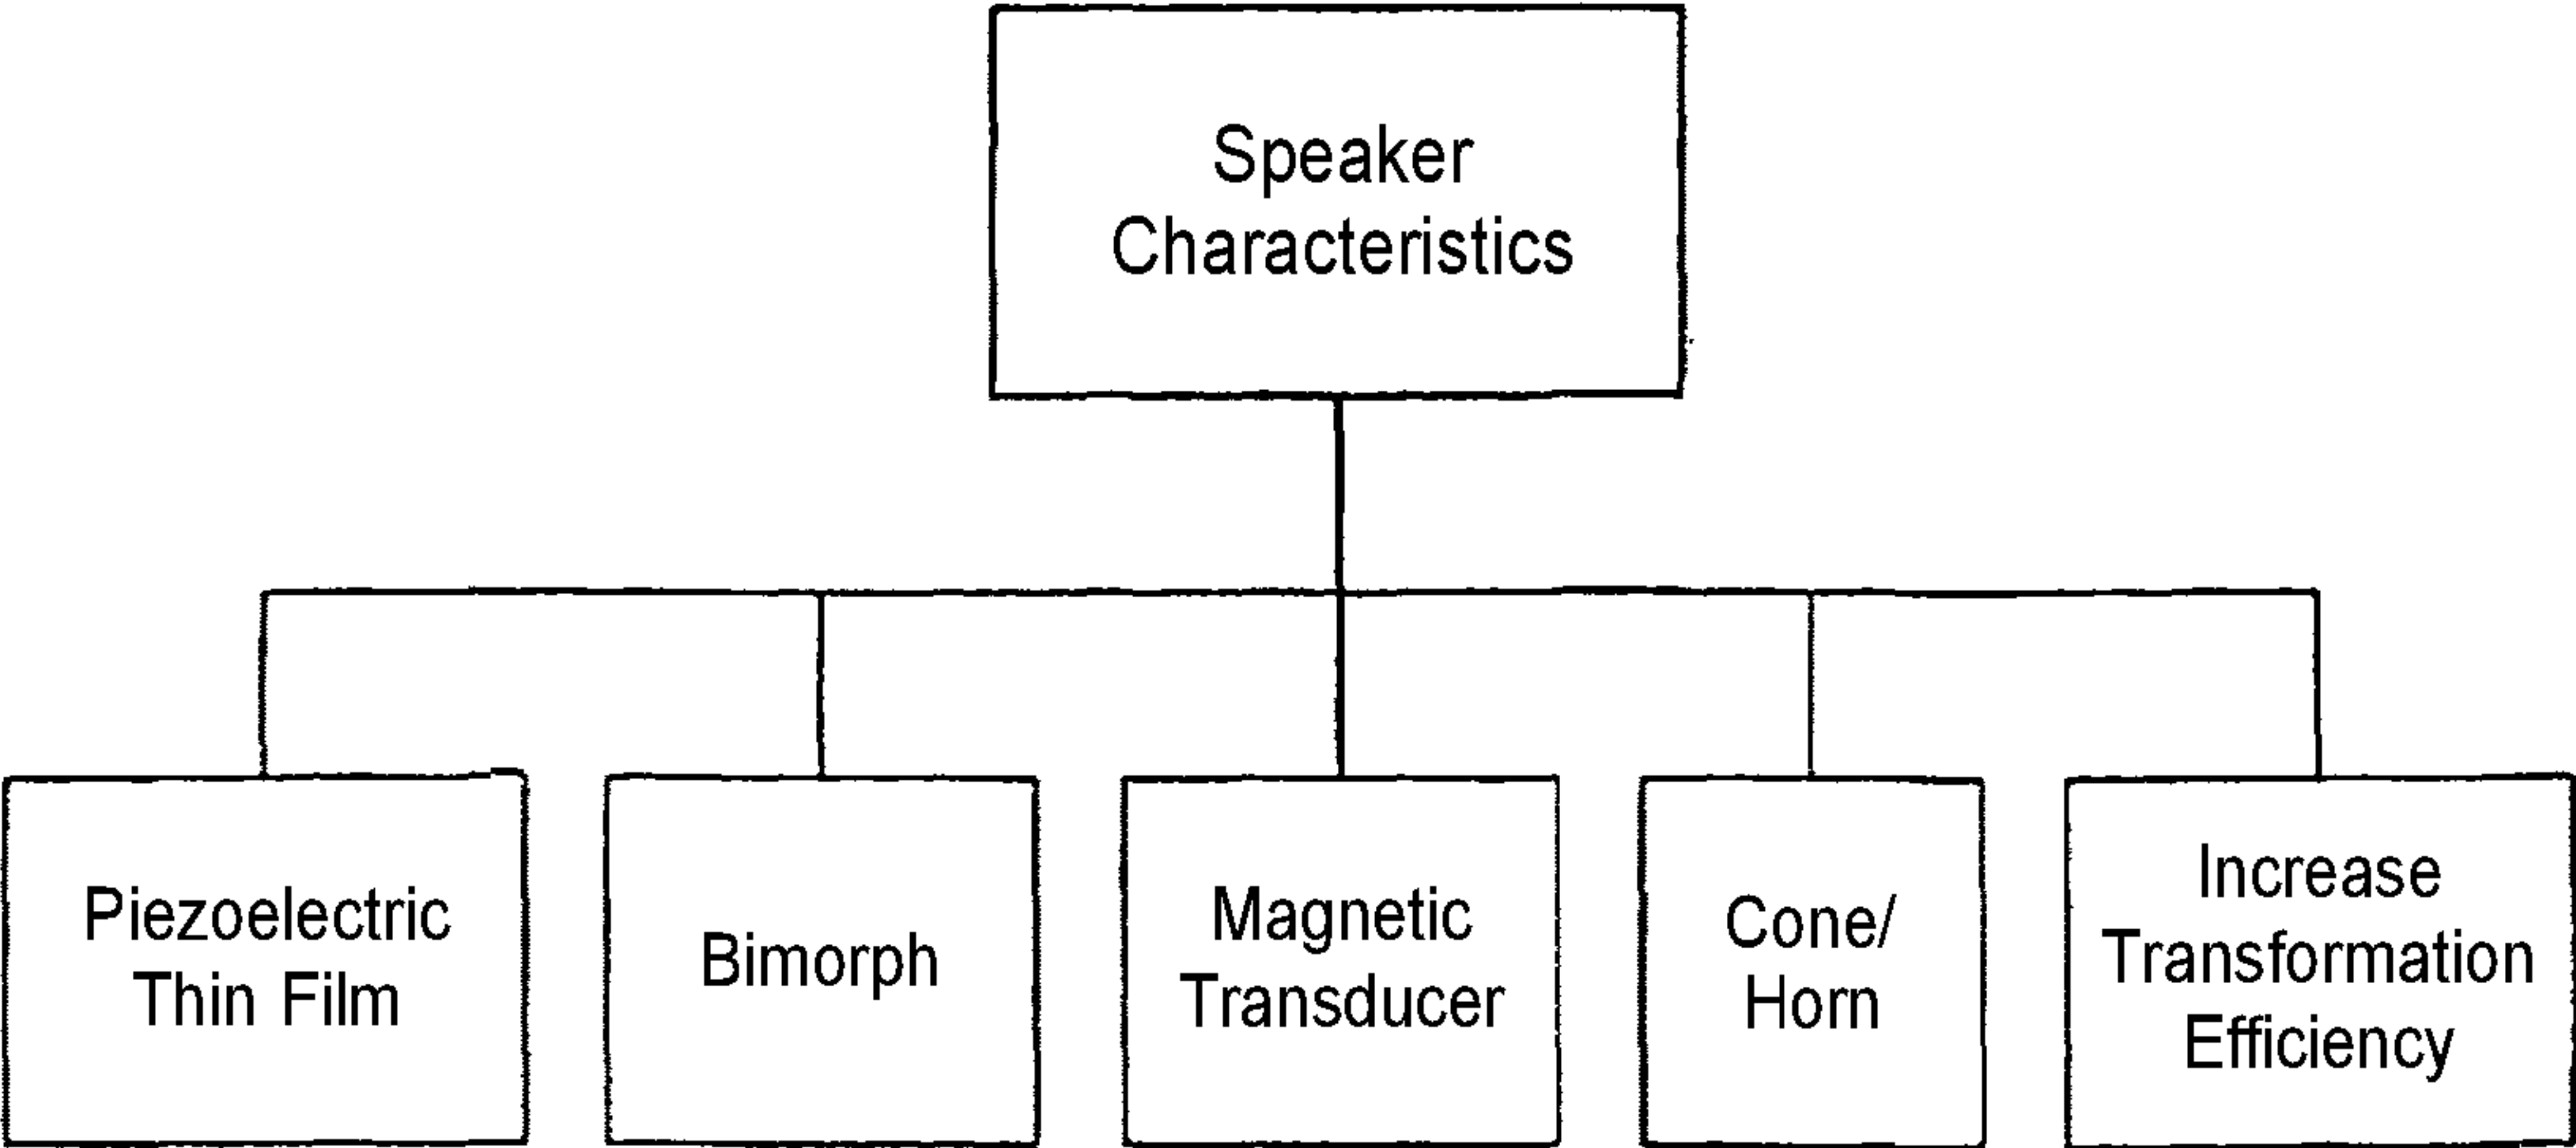 Speaker
Characteristics
Piezoelectric
Thin Film
Bimorph
Magnetic
Transducer
Cone/
Horn
Increase
Transformation
Efficiency